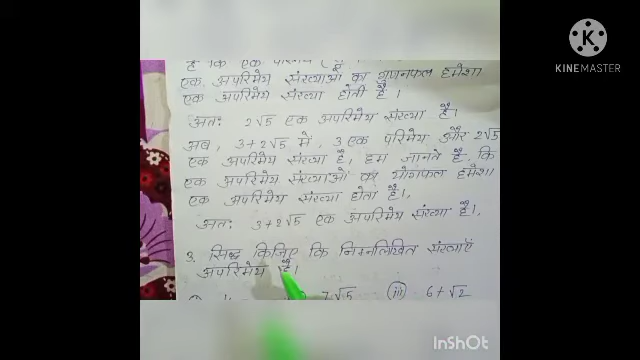 है कि एक
एक अपरिमेय संख्याओं का गुणनफल हमेशा
एक अपरिमेय संख्या होती है।
अतः 2√5 एक अपरिमेय संख्या है।
अब, 3+2√5 में, 3 एक परिमेय और 2√5
एक अपरिमेय संख्या है, हम जानते है कि
एक अपरिमेय संख्याओं का योगफल हमेशा
एक अपरिमेय संख्या होता है।
अतः 3+2√5 एक अपरिमेय संख्या है।
3. सिद्ध किजिए कि निम्नलिखित संख्याएँ
अपरिमेय है।
7√5 (iii) 6+√2
KINEMASTER
InShOt